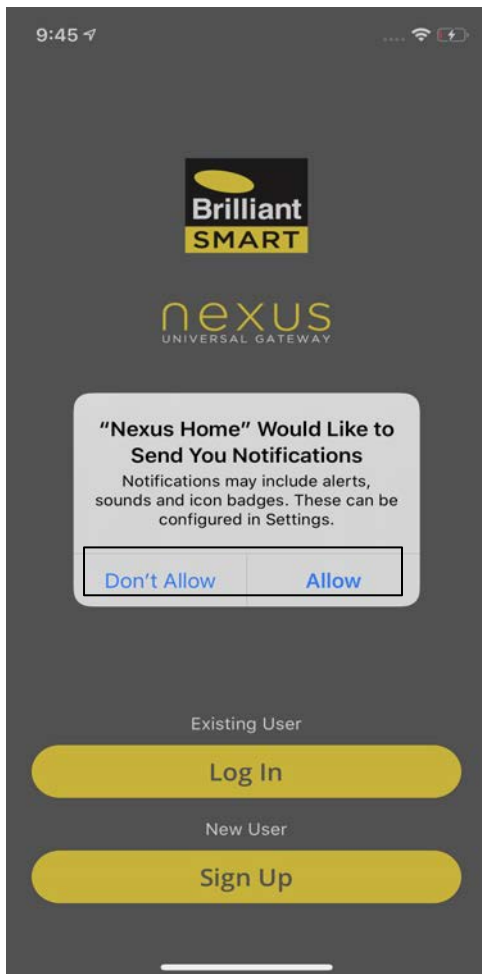 9:45
Brilliant
SMART
nexus
UNIVERSAL GATEWAY
“Nexus Home” Would Like to
Send You Notifications
Notifications may include alerts,
sounds and icon badges. These can be
configured in Settings.
Don’t Allow Allow
Existing User
Log In
New User
Sign Up